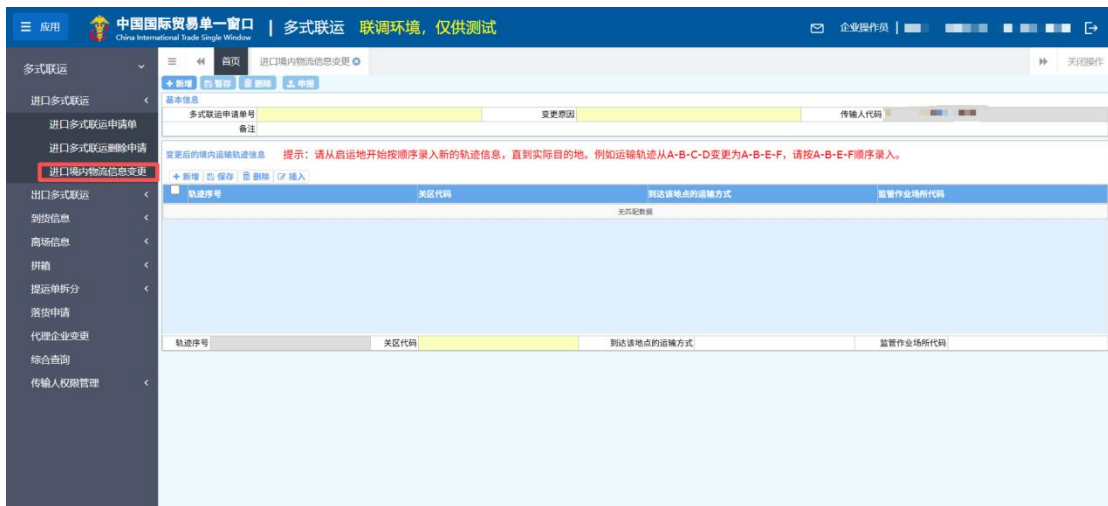 应用
中国国际贸易单一窗口 | 多式联运 联调环境，仅供测试
China International Trade Single Window
企业操作员 |
多式联运
进口多式联运
进口多式联运申请单
进口多式联运删除申请
进口境内物流信息变更
出口多式联运
到货信息
离场信息
拼箱
提运单拆分
落货申请
代理企业变更
综合查询
传输人权限管理
首页 进口境内物流信息变更 关闭操作
新增 暂存 删除 申报
基本信息
多式联运申请单号 变更原因 传输人代码
备注
变更后的境内运输轨迹信息 提示：请从启运地开始按顺序录入新的轨迹信息，直到实际目的地。例如运输轨迹从A-B-C-D变更为A-B-E-F，请按A-B-E-F顺序录入。
新增 保存 删除 插入
轨迹序号 关区代码 到达该地点的运输方式 监管作业场所代码
无匹配数据
轨迹序号 关区代码 到达该地点的运输方式 监管作业场所代码